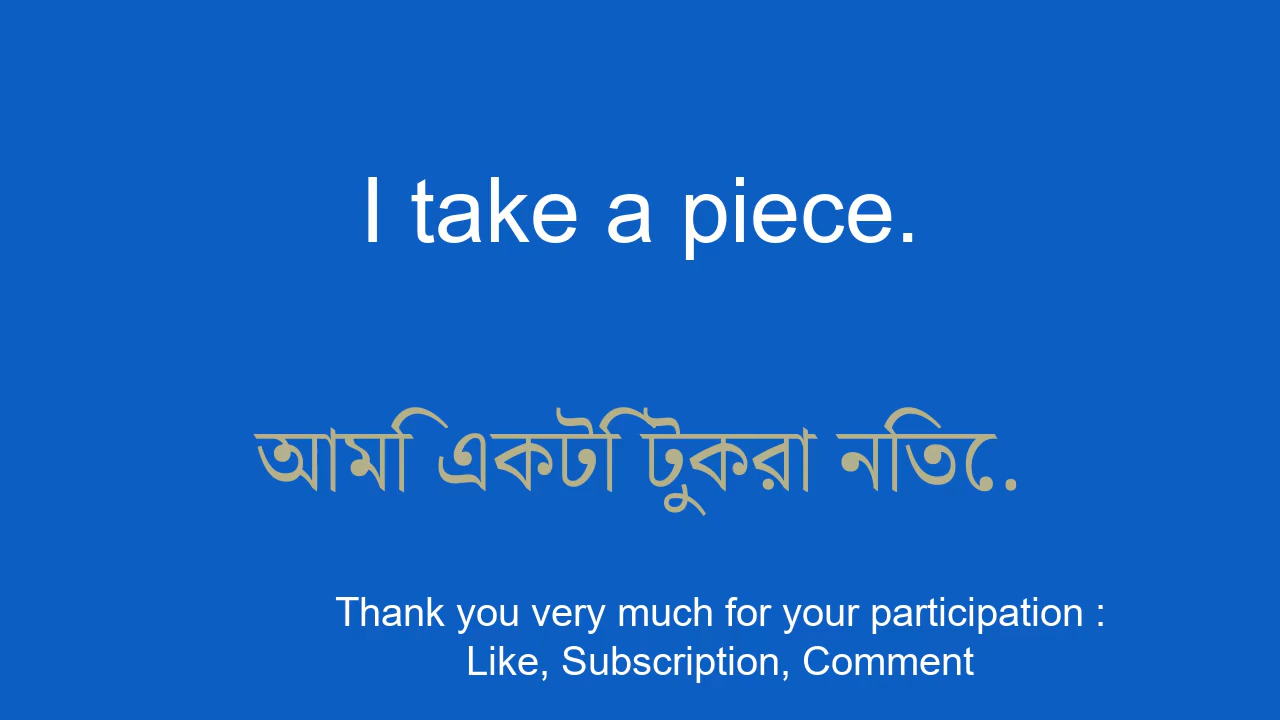 I take a piece.
আমি একটি টুকরা নিতে.
Thank you very much for your participation :
Like, Subscription, Comment